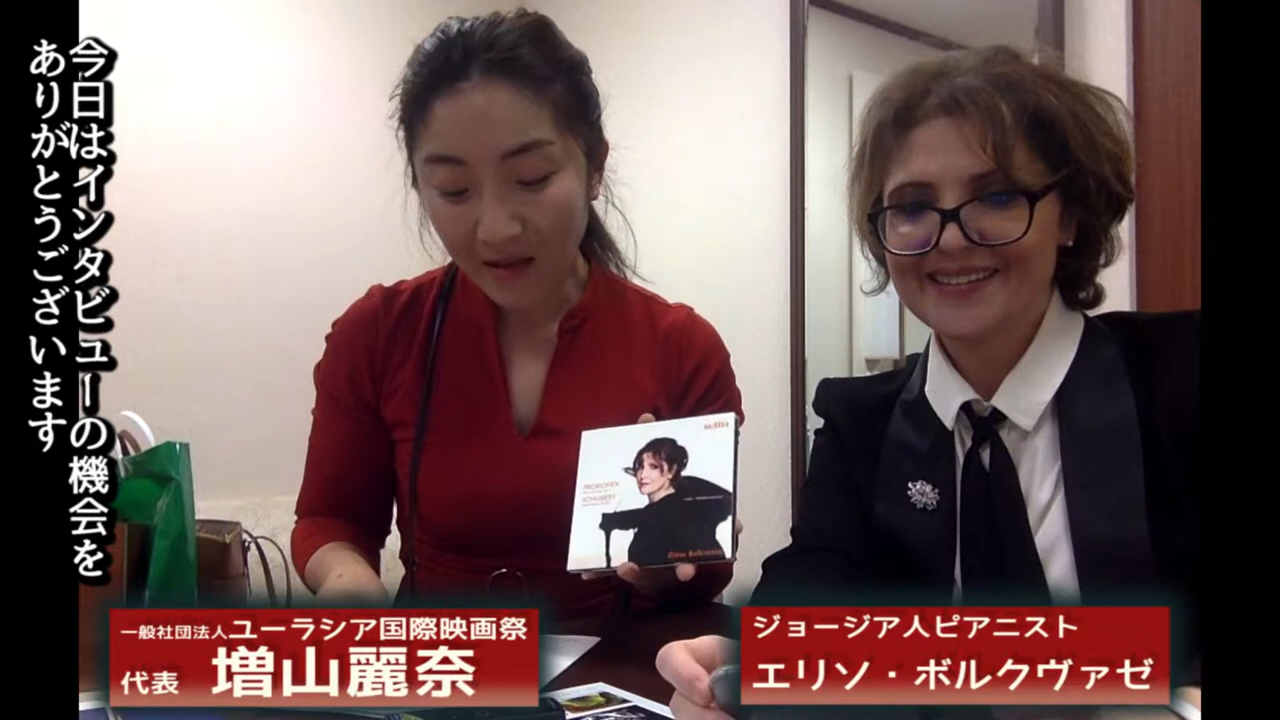 今日はインタビューの機会を
ありがとうございます
PROKOFIEV
SCHUBERT
一般社団法人ユーラシア国際映画祭
代表 増山麗奈
ジョージア人ピアニスト
エリソ・ボルクヴァゼ